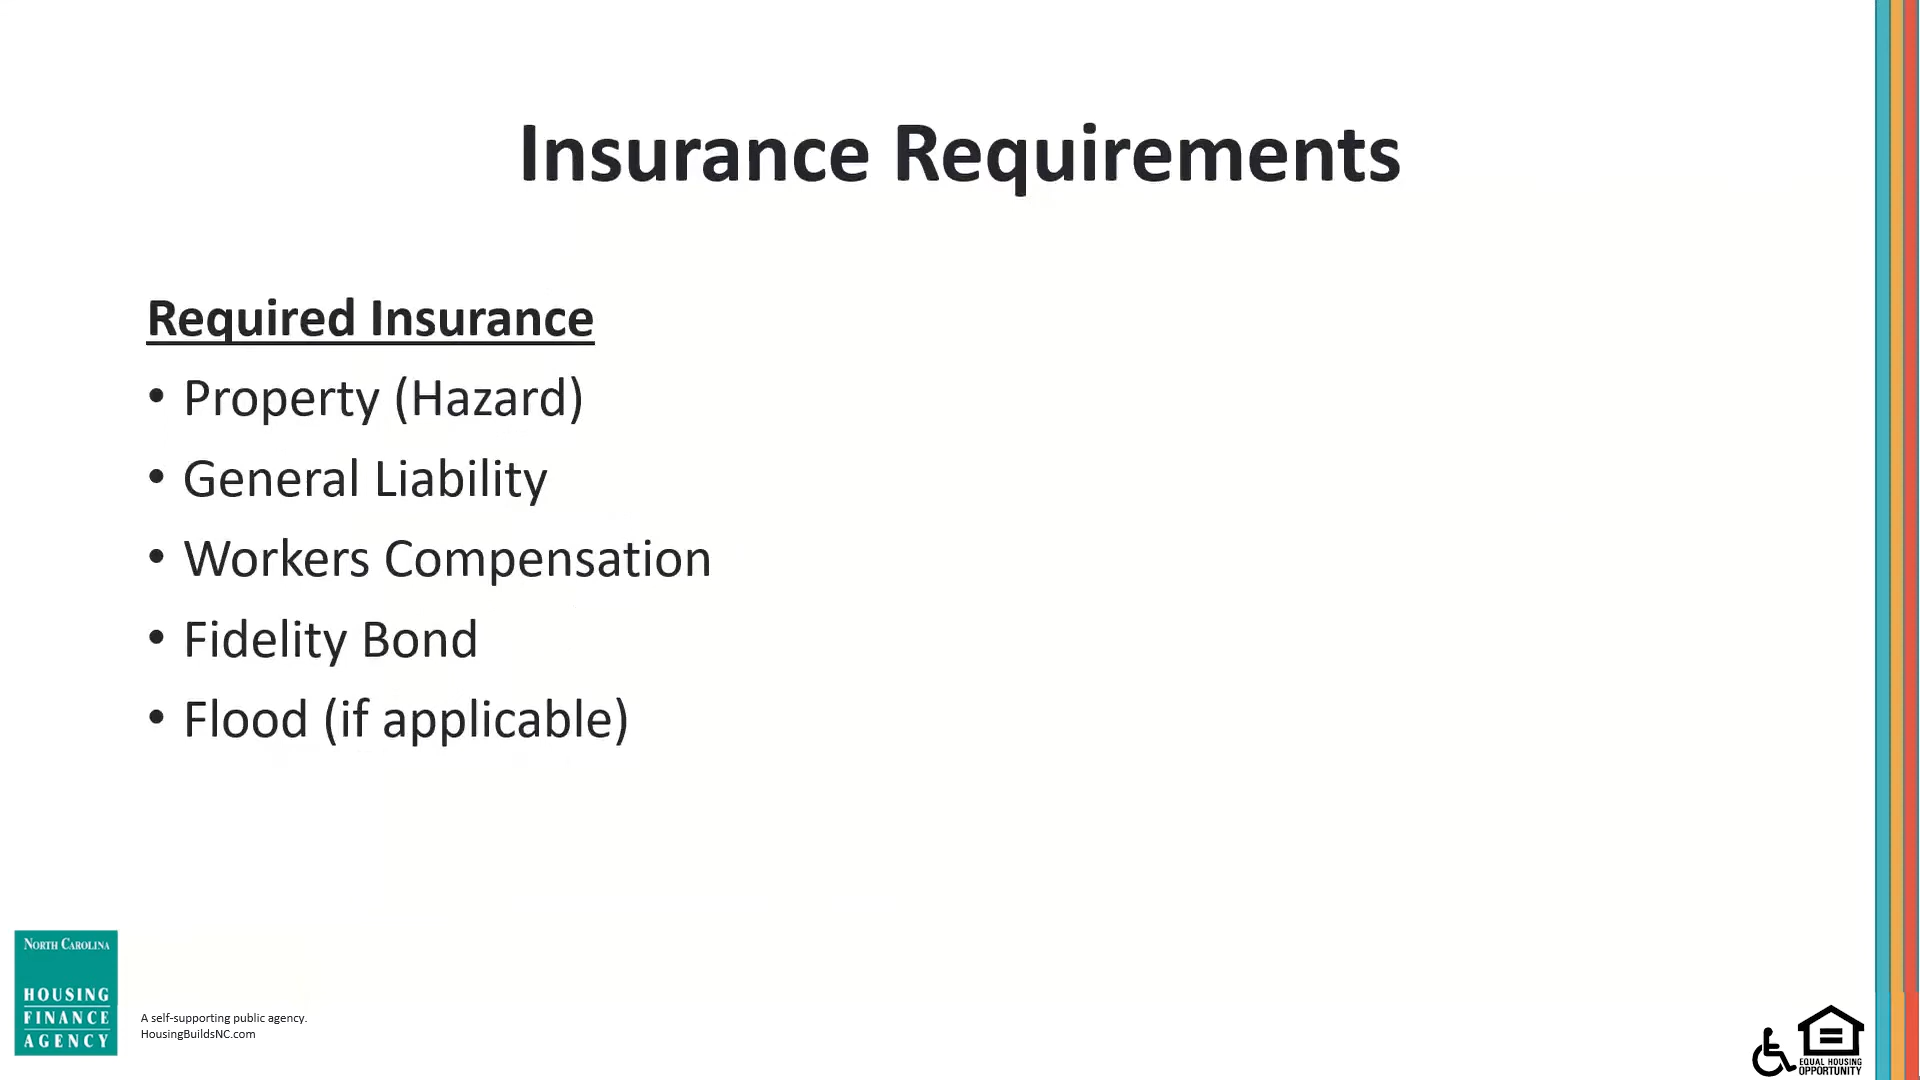 Insurance Requirements
Required Insurance
• Property (Hazard)
• General Liability
• Workers Compensation
• Fidelity Bond
• Flood (if applicable)
NORTH CAROLINA
HOUSING
FINANCE
AGENCY
A self-supporting public agency.
HousingBuildsNC.com
EQUAL HOUSING
OPPORTUNITY